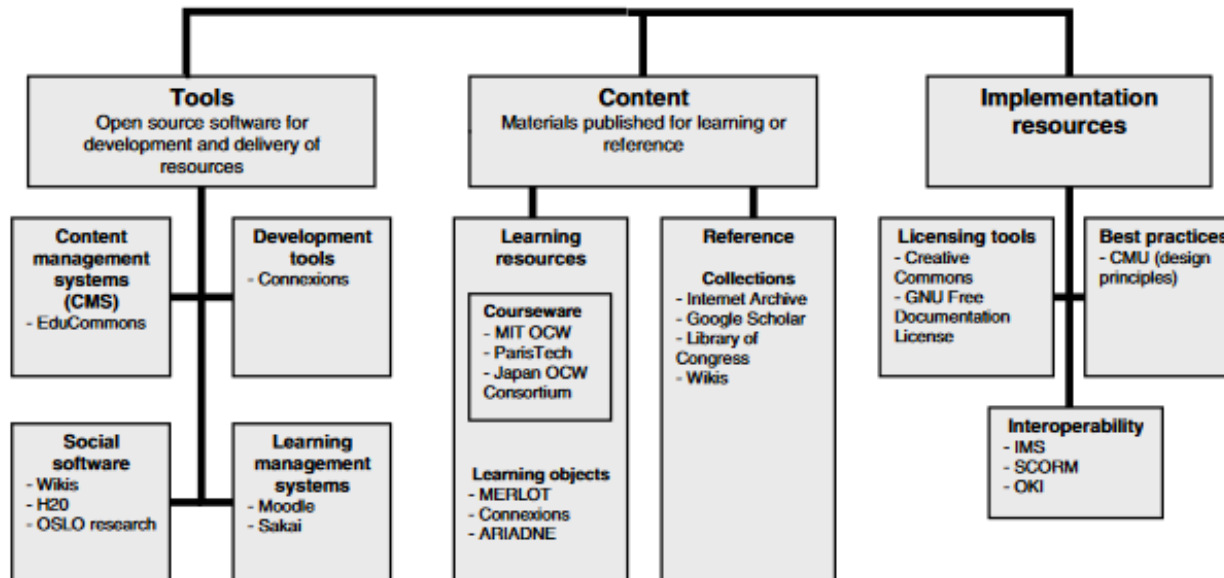 Tools
Open source software for
development and delivery of
resources
Content
Materials published for learning or
reference
Implementation
resources
Content
management
systems
(CMS)
- EduCommons
Development
tools
- Connexions
Learning
resources
Courseware
- MIT OCW
- ParisTech
- Japan OCW
Consortium
Learning objects
- MERLOT
- Connexions
- ARIADNE
Reference
Collections
- Internet Archive
- Google Scholar
- Library of
Congress
- Wikis
Licensing tools
- Creative
Commons
- GNU Free
Documentation
License
Best practices
- CMU (design
principles)
Social
software
- Wikis
- H20
- OSLO research
Learning
management
systems
- Moodle
- Sakai
Interoperability
- IMS
- SCORM
- OKI